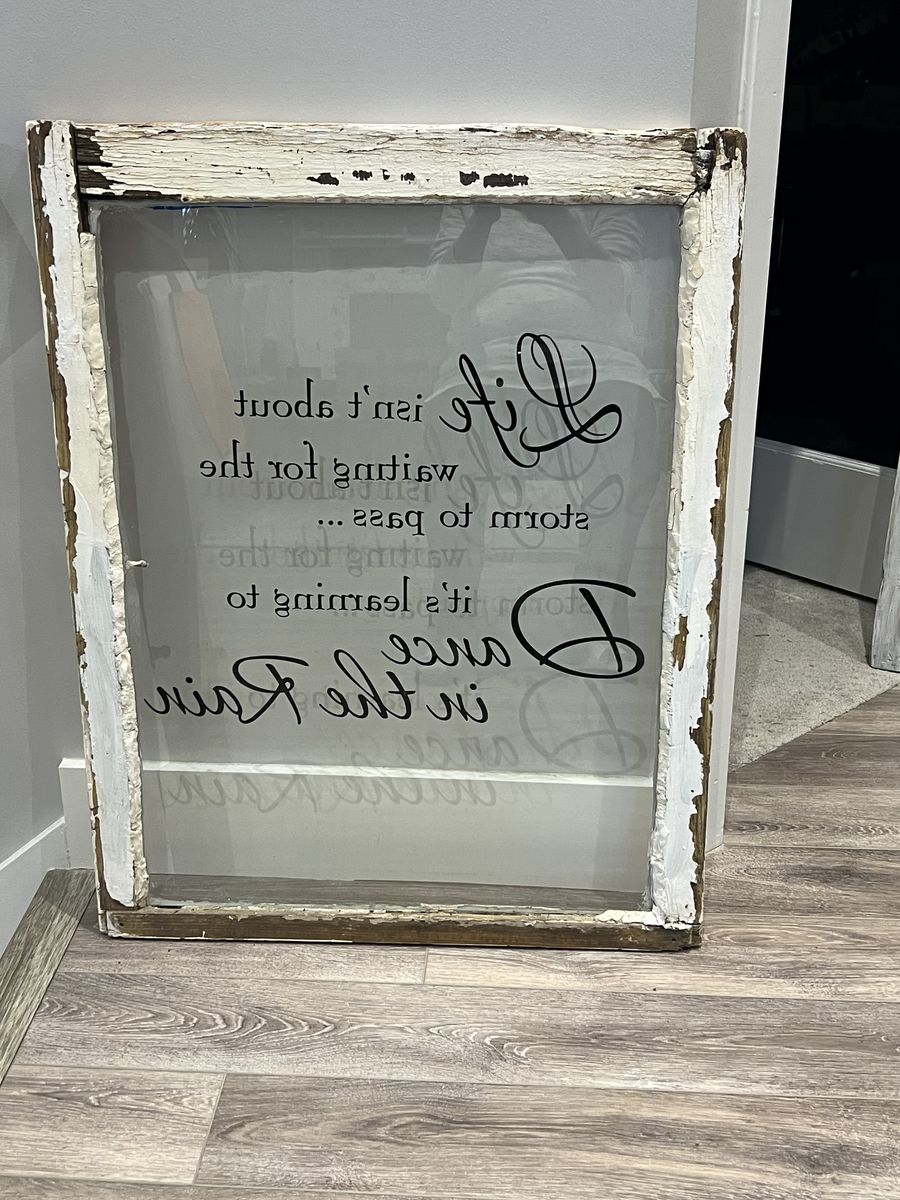 Life isn't about
waiting for the
storm to pass...
it's learning to
Dance
in the Rain